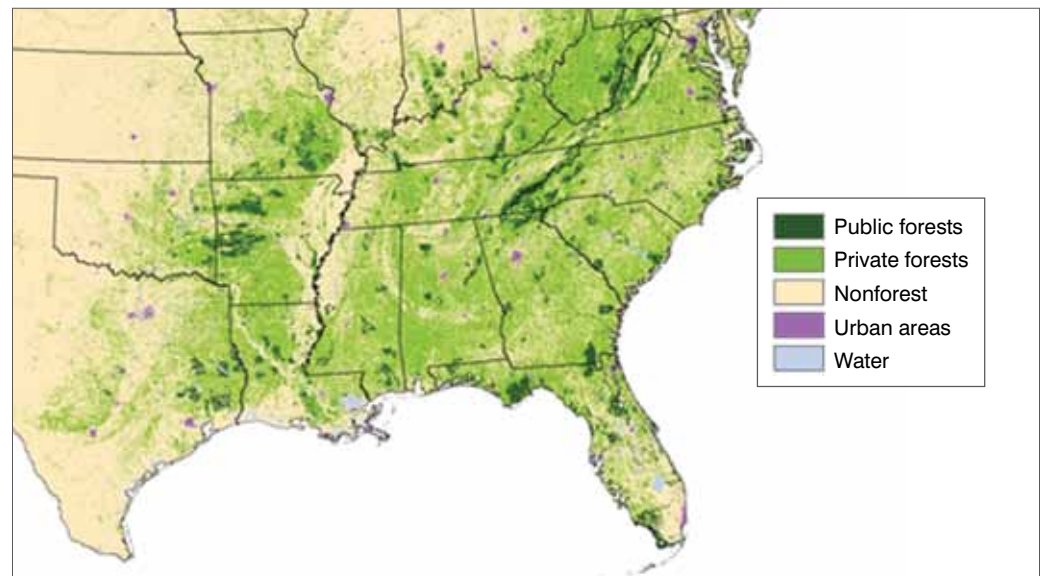 Public forests
Private forests
Nonforest
Urban areas
Water